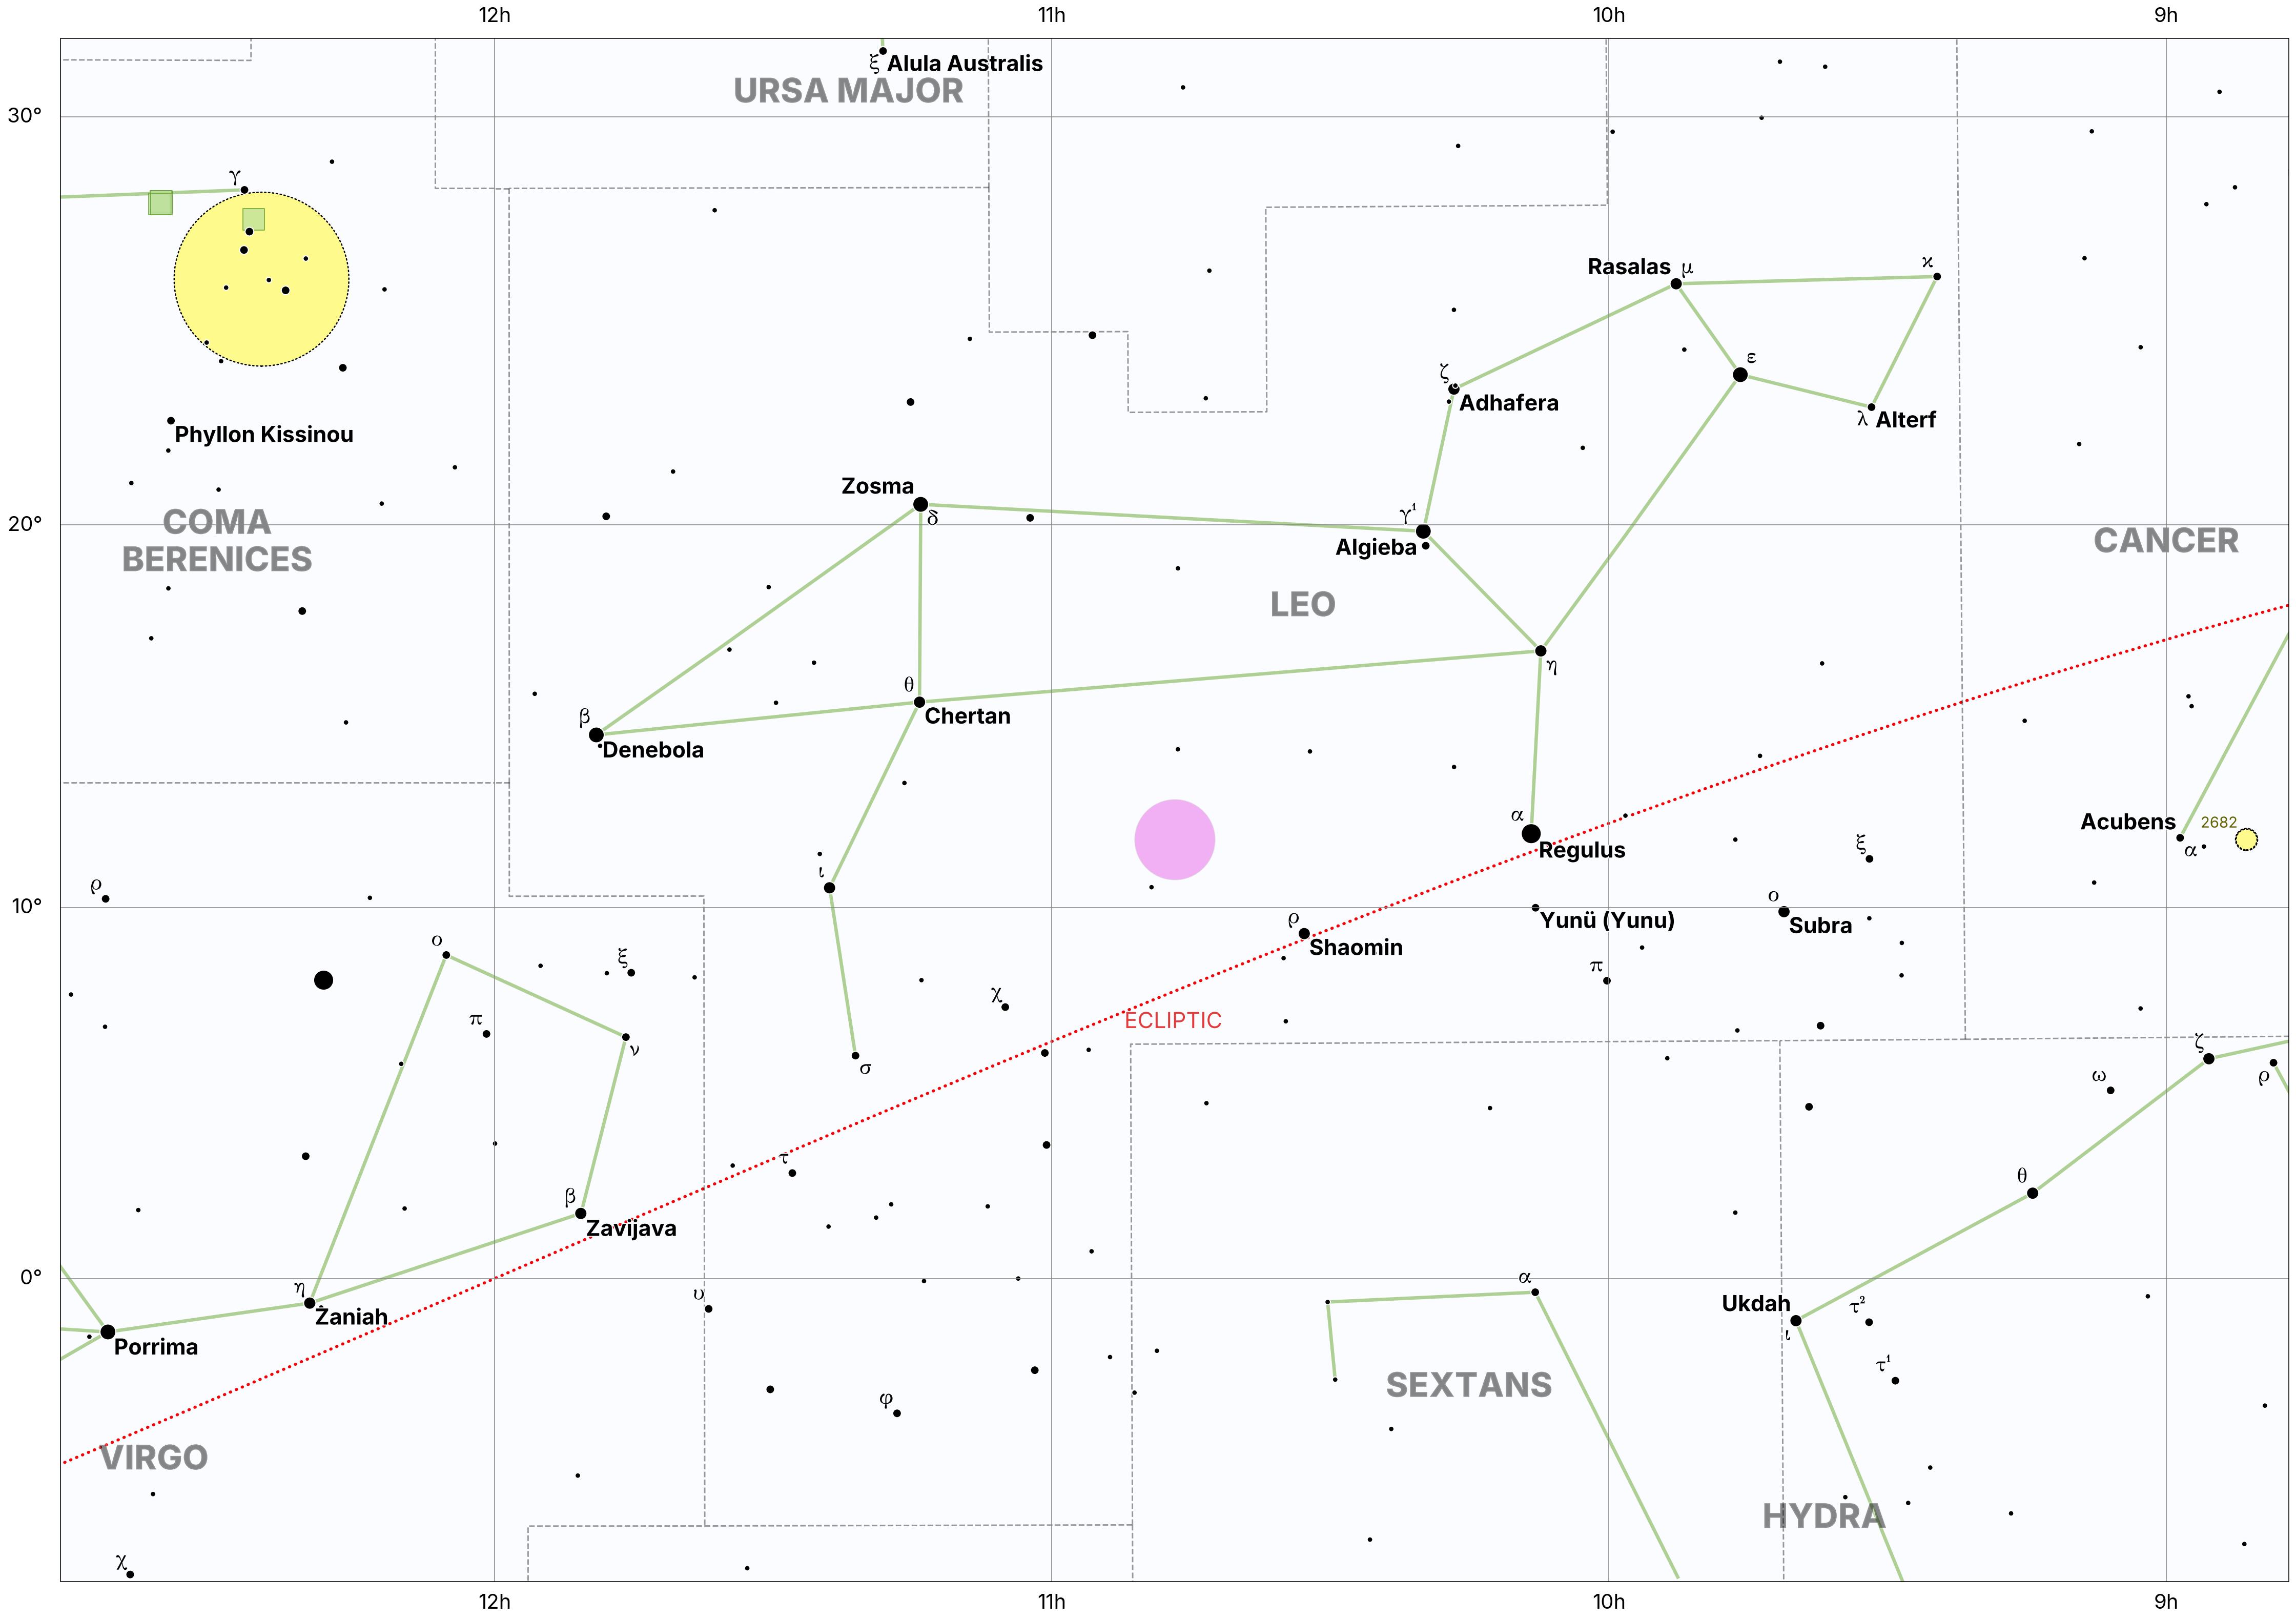 12h
11h
10h
9h
ξ Alula Australis
URSA MAJOR
30°
γ
Rasalas μ
κ
ε
ζ
Adhafera
λ Alterf
Phyllon Kissinou
Zosma
δ
20°
γ¹
Algieba
COMA
BERENICES
CANCER
LEO
η
θ
Chertan
β
Denebola
α
Regulus
Acubens
2682
α
ξ
ι
ρ
10°
ο
Subra
Yunü (Yunu)
ρ
Shaomin
ο
ξ
π
χ
π
ECLIPTIC
ν
σ
ζ
ρ
ω
τ
θ
β
Zavijava
0°
η
Zaniah
υ
α
Ukdah
τ²
ι
Porrima
τ¹
SEXTANS
φ
VIRGO
HYDRA
χ
12h
11h
10h
9h